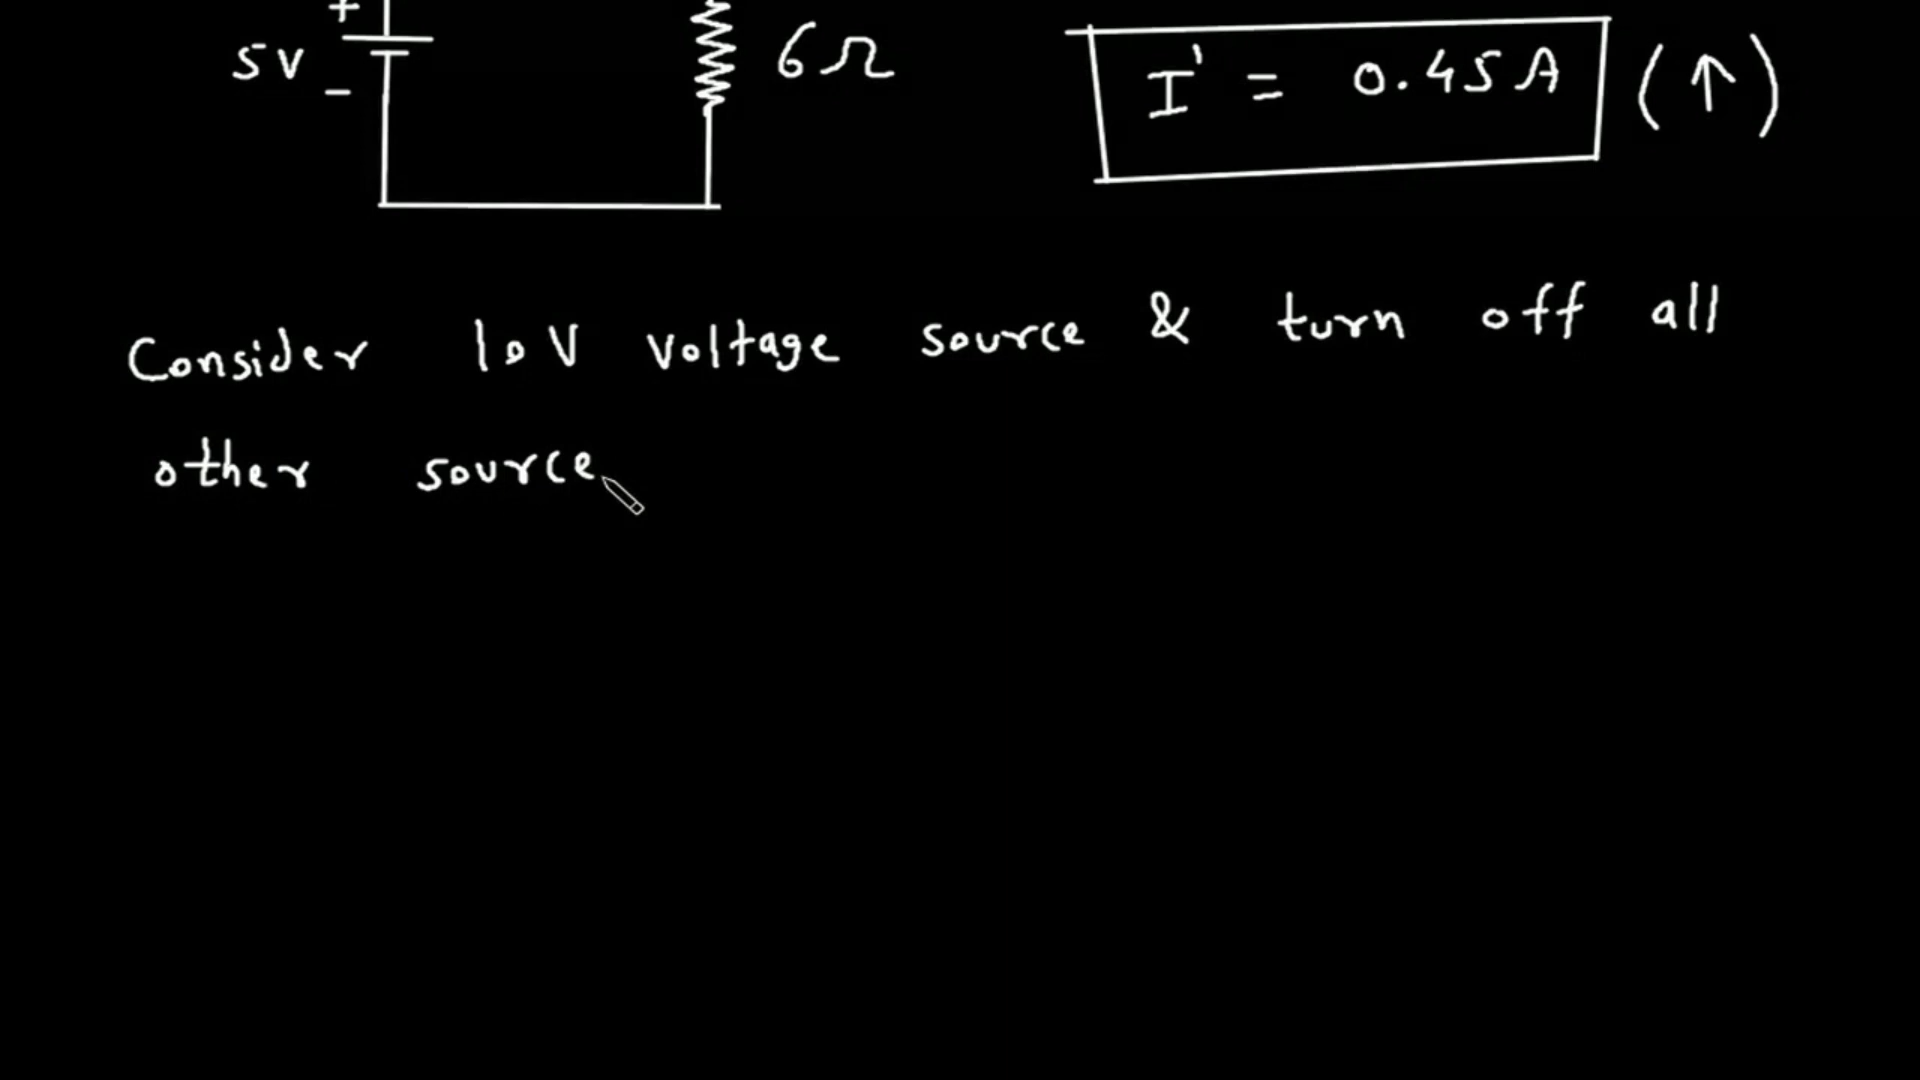 +
5V
-
6Ω
I' = 0.45A (↑)
Consider 10V voltage source & turn off all
other source